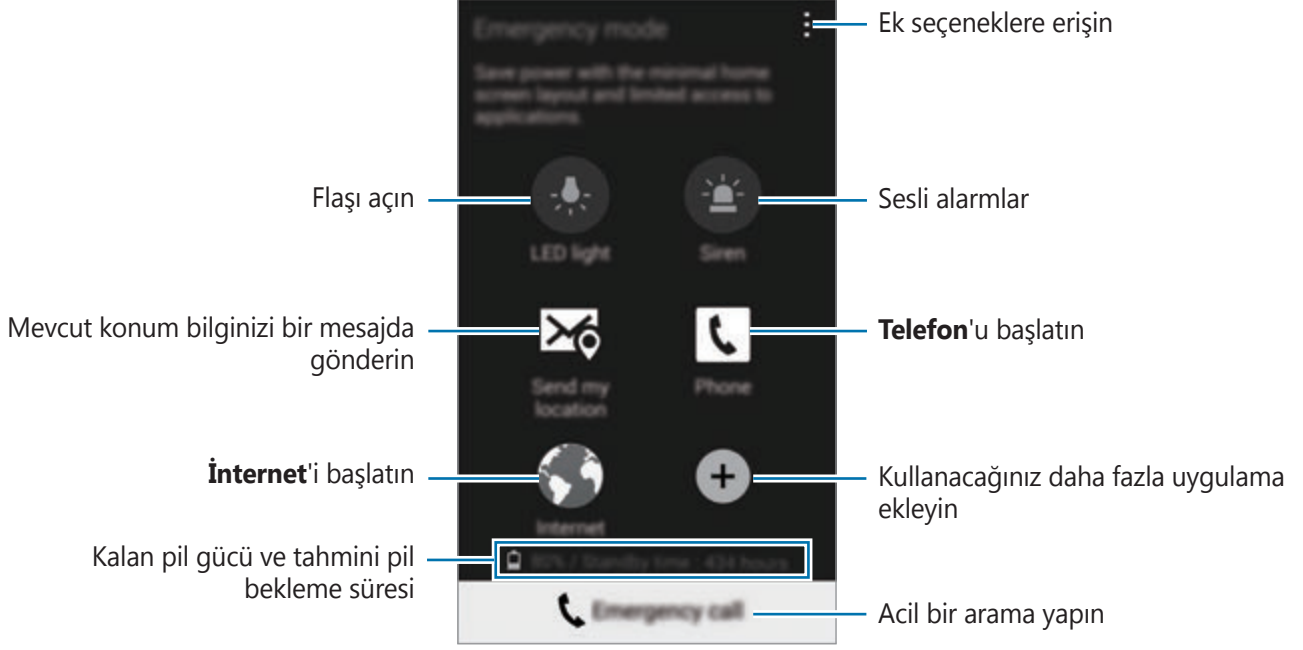 Emergency mode
Ek seçeneklere erişin
Save power with the minimal home
screen layout and limited access to
applications.
Flaşı açın
Sesli alarmlar
LED light
Siren
Mevcut konum bilginizi bir mesajda
gönderin
Telefon'u başlatın
Send my
location
Phone
İnternet'i başlatın
Kullanacağınız daha fazla uygulama
ekleyin
Internet
Kalan pil gücü ve tahmini pil
bekleme süresi
Standby time
hours
Emergency call
Acil bir arama yapın